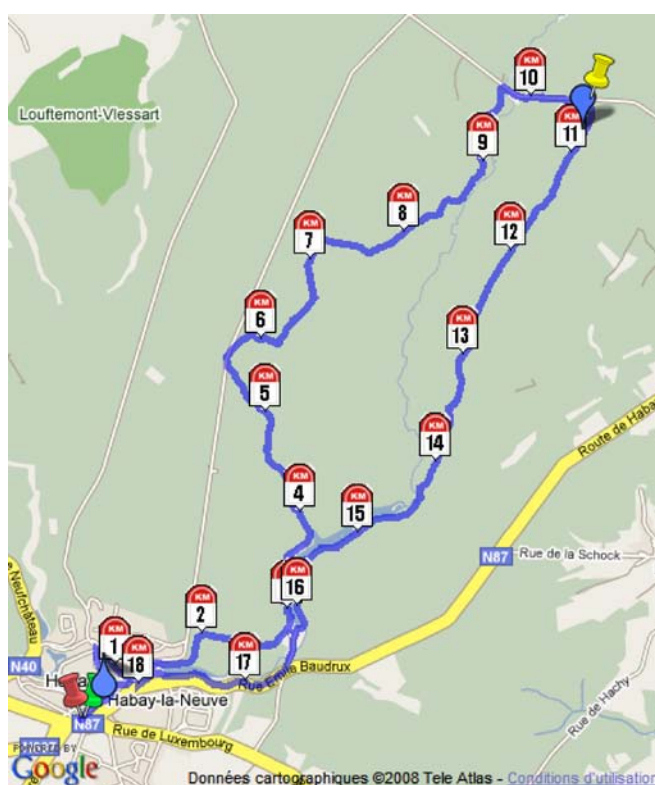 KM
10
KM
11
Louftemont-Vlessart
KM
9
KM
8
KM
12
KM
7
KM
6
KM
13
KM
5
KM
14
Route de Haba
KM
4
KM
15
N87
Rue de la Schock
e Neufchâteau
KM
16
KM
2
KM
1
KM
17
KM
18
Rue Emile Baudrux
N40
Habay-la-Neuve
N87
Rue de Luxembourg
Rue de Hachy
POWERED BY
Google
Données cartographiques ©2008 Tele Atlas - Conditions d'utilisation